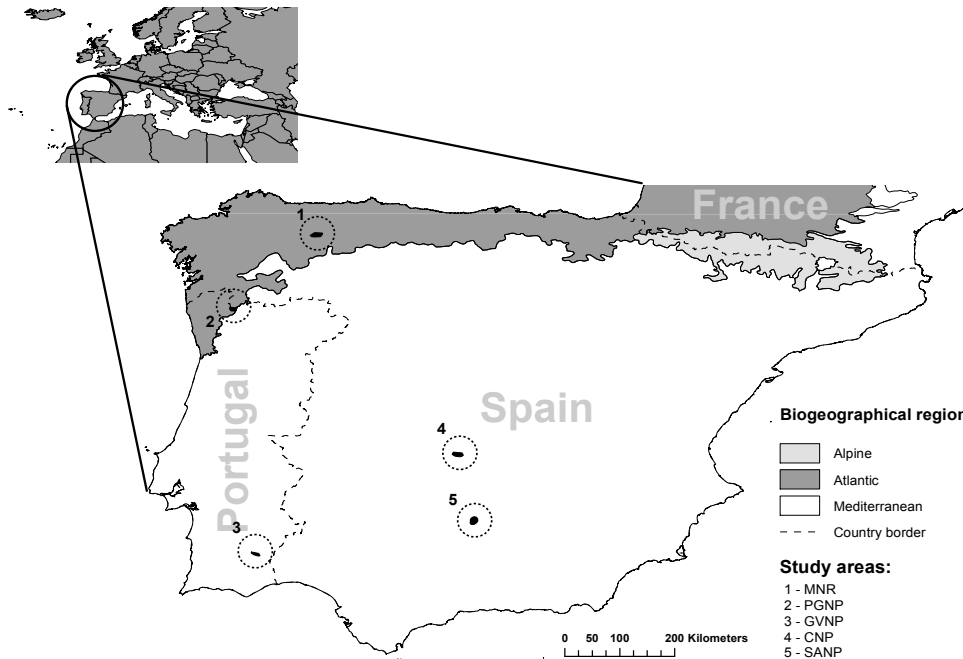 France
1
2
Portugal
Spain
3
4
5
Biogeographical region
Alpine
Atlantic
Mediterranean
Country border
Study areas:
1 - MNR
2 - PGNP
3 - GVNP
4 - CNP
5 - SANP
0 50 100 200 Kilometers